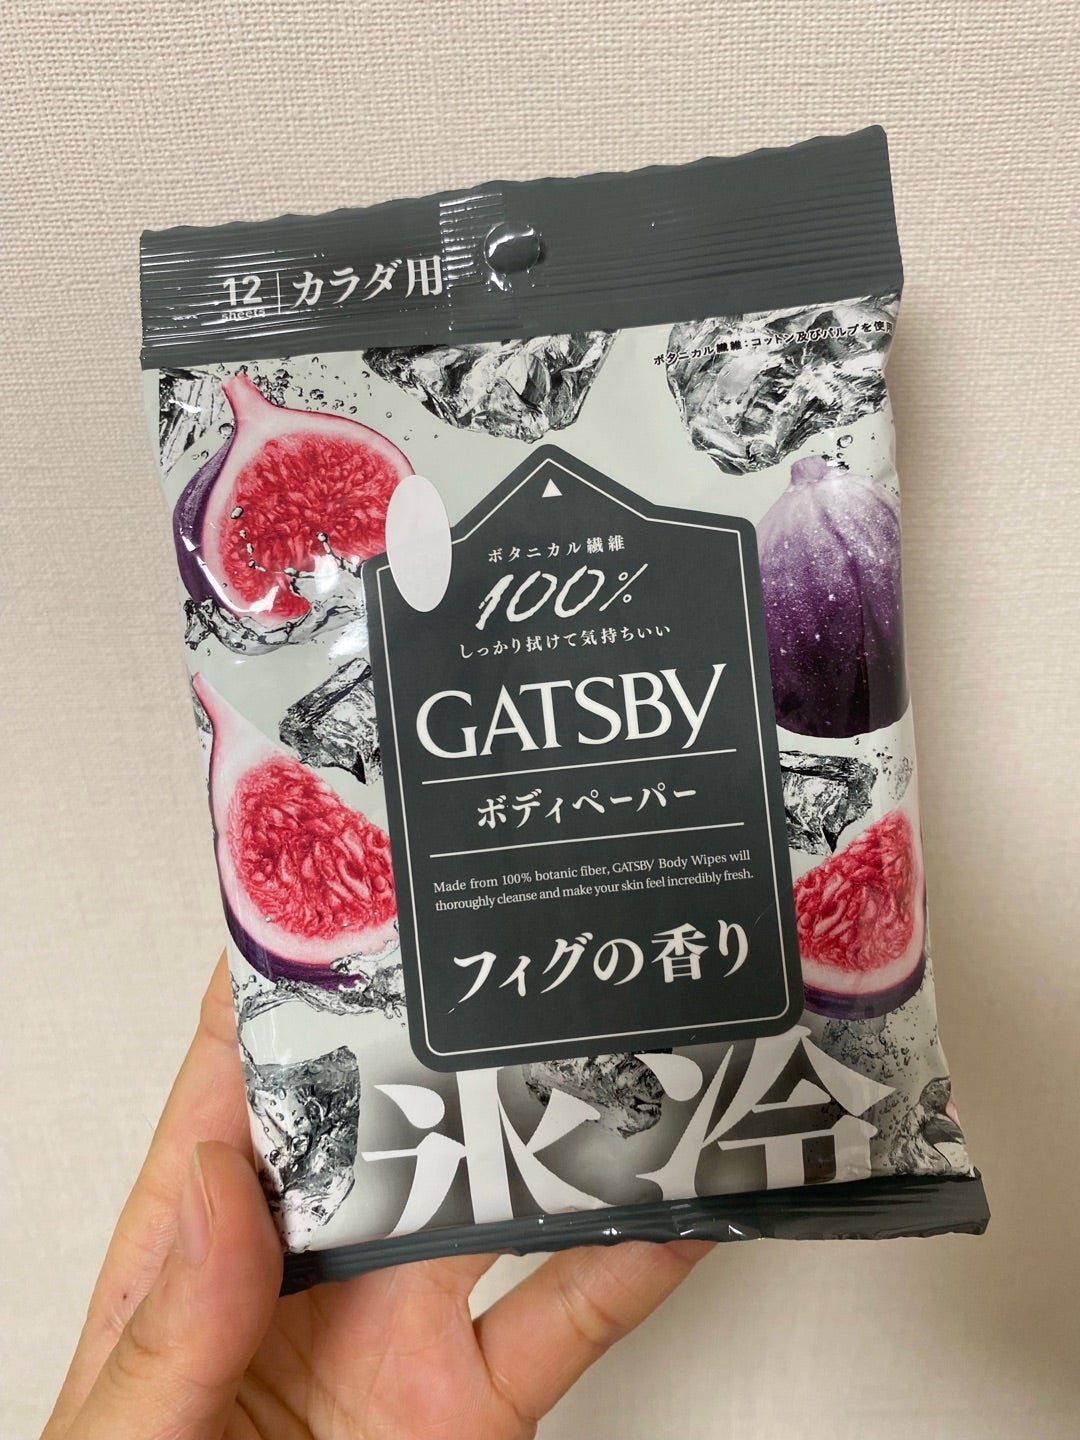 12 sheets カラダ用
ボタニカル繊維:コットン及びパルプを使用
ボタニカル繊維
100%
しっかり拭けて気持ちいい
GATSBY
ボディペーパー
Made from 100% botanic fiber, GATSBY Body Wipes will
thoroughly cleanse and make your skin feel incredibly fresh.
フィグの香り
氷冷